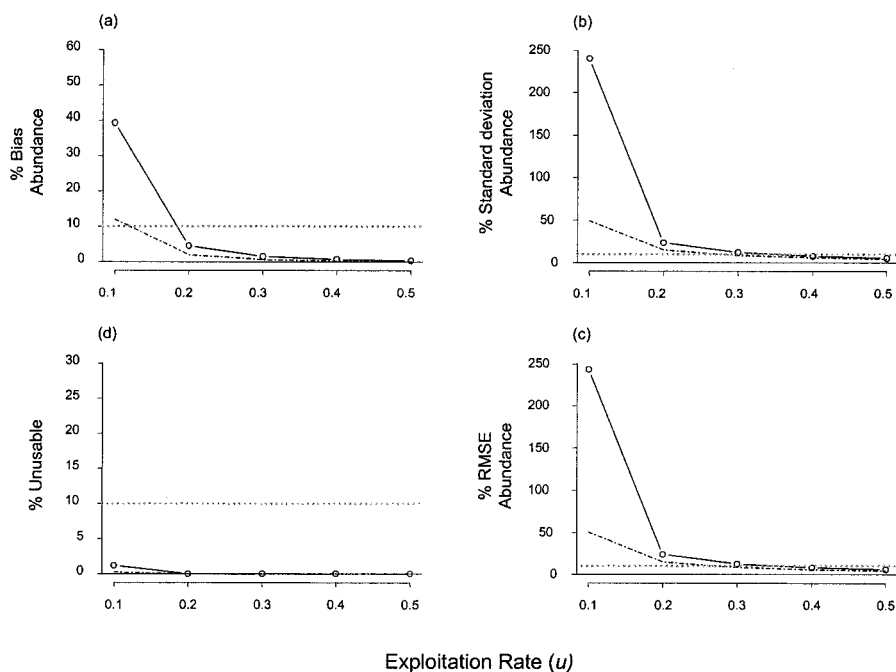 (a)
60
50
40
30
20
10
0
% Bias
Abundance
0.1 0.2 0.3 0.4 0.5
(b)
250
200
150
100
50
0
% Standard deviation
Abundance
0.1 0.2 0.3 0.4 0.5
(d)
30
25
20
15
10
5
0
% Unusable
0.1 0.2 0.3 0.4 0.5
(c)
250
200
150
100
50
0
% RMSE
Abundance
0.1 0.2 0.3 0.4 0.5
Exploitation Rate (u)